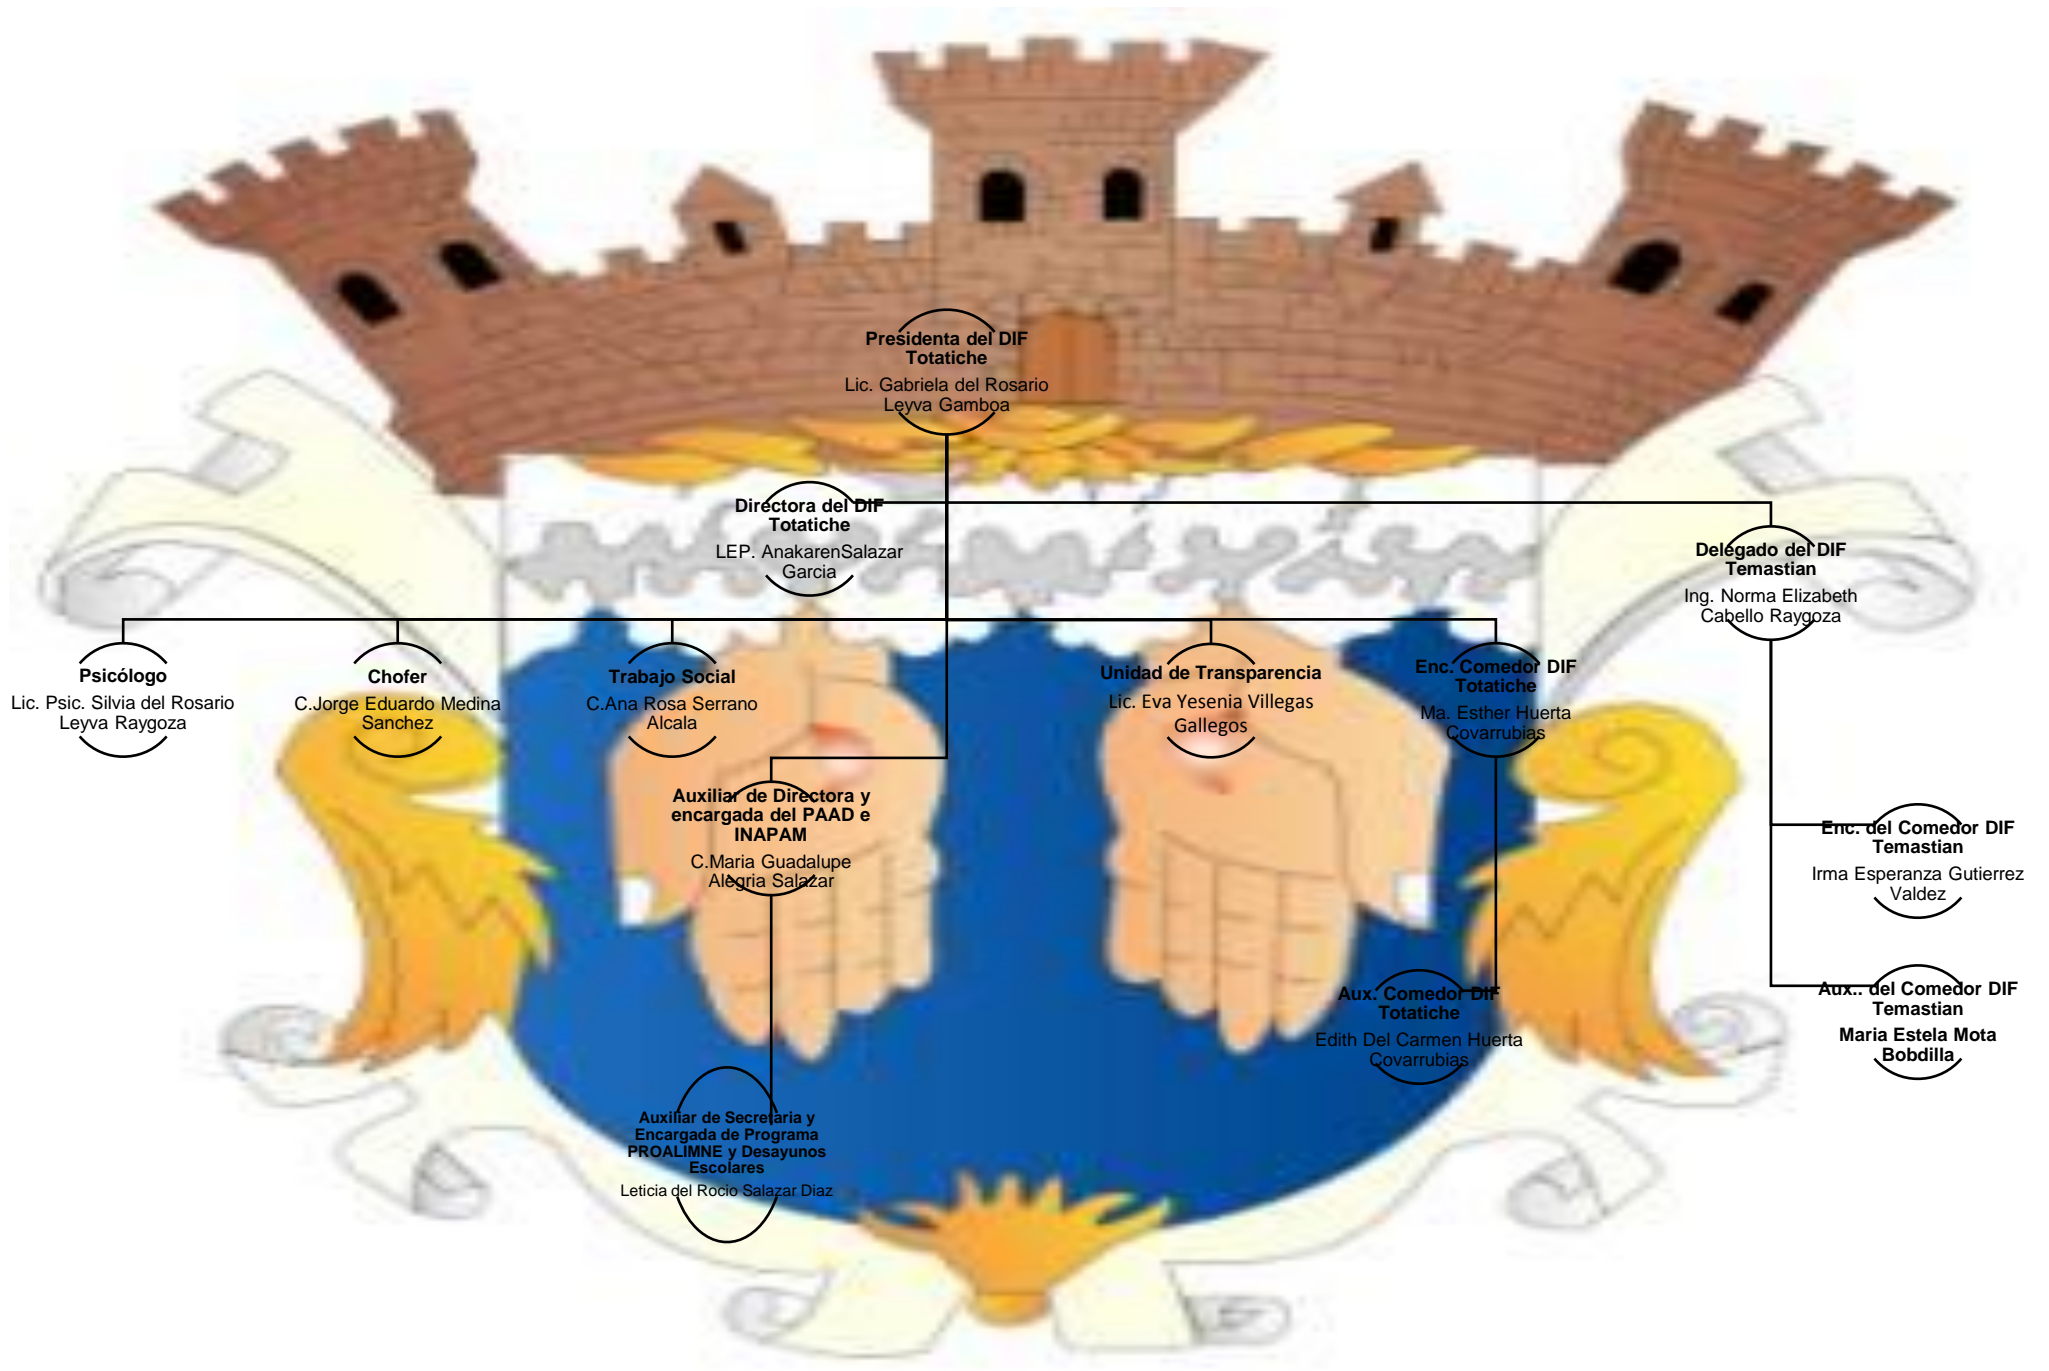 Presidenta del DIF
Totatiche
Lic. Gabriela del Rosario
Leyva Gamboa
Directora del DIF
Totatiche
LEP. AnakarenSalazar
Garcia
Delegado del DIF
Temastian
Ing. Norma Elizabeth
Cabello Raygoza
Psicólogo
Lic. Psic. Silvia del Rosario
Leyva Raygoza
Chofer
C.Jorge Eduardo Medina
Sanchez
Trabajo Social
C.Ana Rosa Serrano
Alcala
Unidad de Transparencia
Lic. Eva Yesenia Villegas
Gallegos
Enc. Comedor DIF
Totatiche
Ma. Esther Huerta
Covarrubias
Auxiliar de Directora y
encargada del PAAD e
INAPAM
C.Maria Guadalupe
Alegria Salazar
Enc. del Comedor DIF
Temastian
Irma Esperanza Gutierrez
Valdez
Aux. Comedor DIF
Totatiche
Edith Del Carmen Huerta
Covarrubias
Aux.. del Comedor DIF
Temastian
Maria Estela Mota
Bobdilla
Auxiliar de Secretaria y
Encargada de Programa
PROALIMNE y Desayunos
Escolares
Leticia del Rocio Salazar Diaz